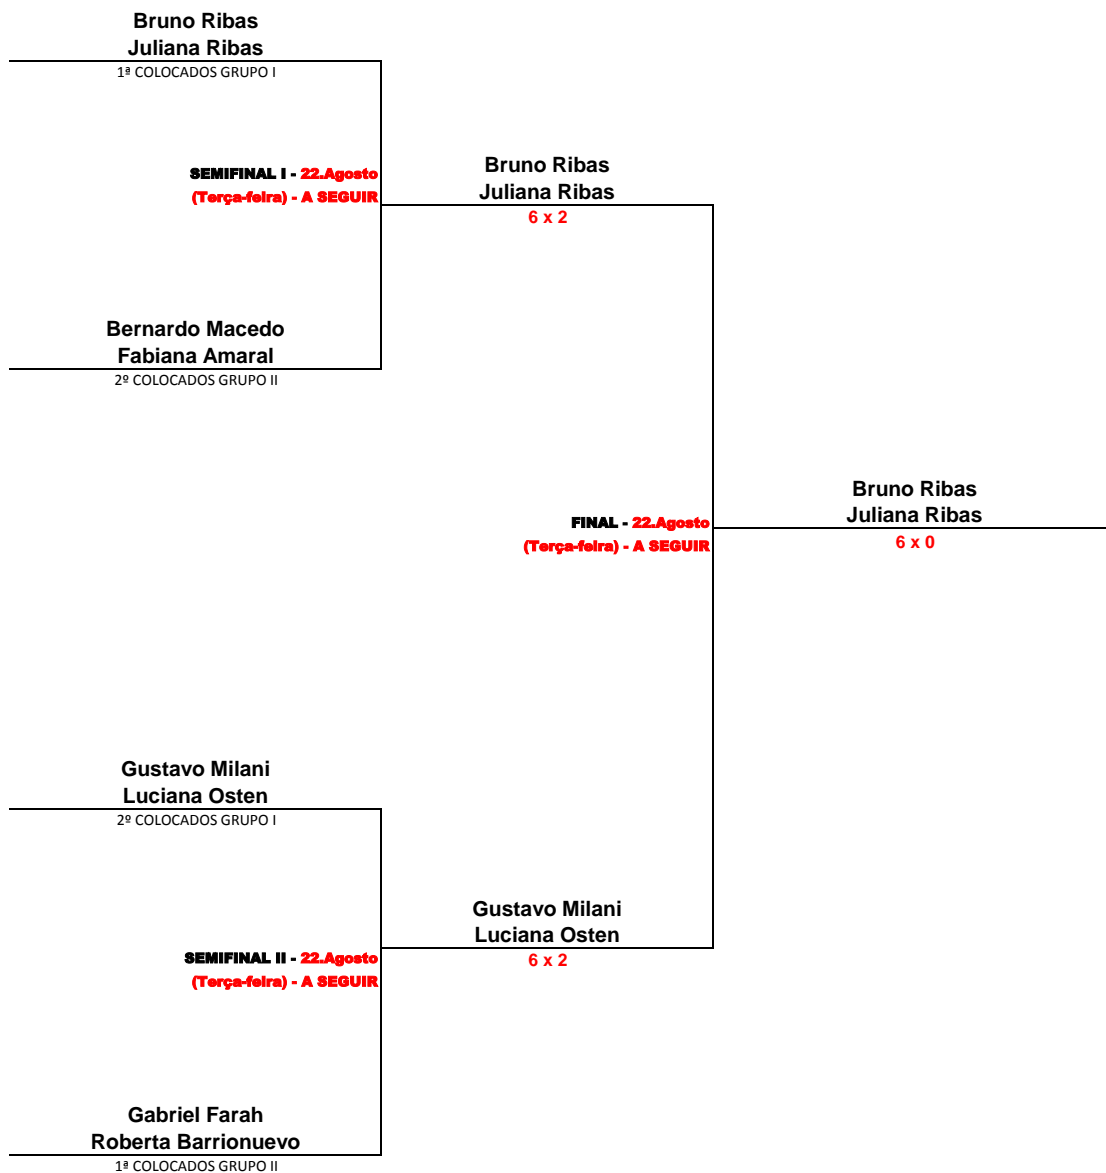 Bruno Ribas
Juliana Ribas
1ª COLOCADOS GRUPO I
SEMIFINAL I - 22.Agosto
(Terça-feira) - A SEGUIR
Bruno Ribas
Juliana Ribas
6 x 2
Bernardo Macedo
Fabiana Amaral
2º COLOCADOS GRUPO II
FINAL - 22.Agosto
(Terça-feira) - A SEGUIR
Bruno Ribas
Juliana Ribas
6 x 0
Gustavo Milani
Luciana Osten
2º COLOCADOS GRUPO I
SEMIFINAL II - 22.Agosto
(Terça-feira) - A SEGUIR
Gustavo Milani
Luciana Osten
6 x 2
Gabriel Farah
Roberta Barrionuevo
1ª COLOCADOS GRUPO II